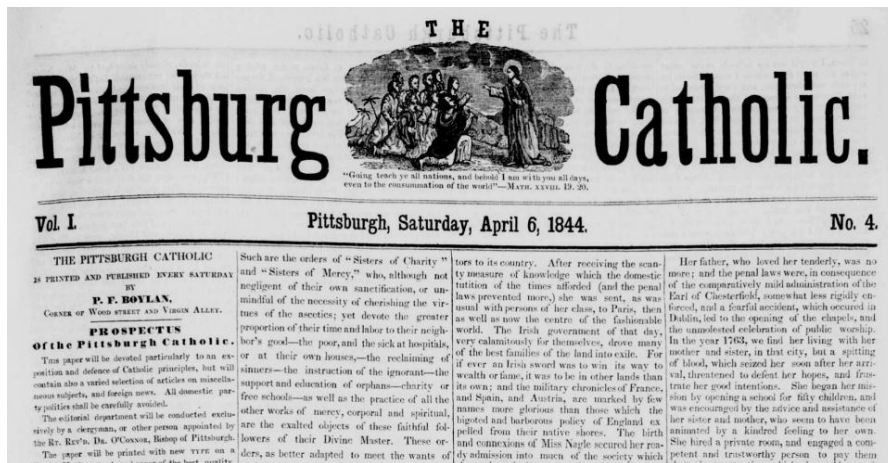 THE
Pittsburg Catholic.
"Going teach ye all nations, and behold I am with you all days,
even to the consummation of the world"—MATH. XXVIII. 19. 20.
Vol. I. Pittsburgh, Saturday, April 6, 1844. No. 4.
THE PITTSBURGH CATHOLIC
IS PRINTED AND PUBLISHED EVERY SATURDAY
BY
P. F. BOYLAN,
CORNER OF WOOD STREET AND VIRGIN ALLEY.
PROSPECTUS
Of the Pittsburgh Catholic.
THIS paper will be devoted particularly to an ex-
position and defence of Catholic principles, but will
contain also a varied selection of articles on miscella-
neous subjects, and foreign news. All domestic par-
ty politics shall be carefully avoided.
The editorial department will be conducted exclu-
sively by a clergyman, or other person appointed by
the RT. REV'D. DR. O'CONNOR, Bishop of Pittsburgh.
The paper will be printed with new TYPE on a
Such are the orders of "Sisters of Charity"
and "Sisters of Mercy," who, although not
negligent of their own sanctification, or un-
mindful of the necessity of cherishing the vir-
tues of the ascetics; yet devote the greater
proportion of their time and labor to their neigh-
bor's good—the poor, and the sick at hospitals,
or at their own houses,—the reclaiming of
sinners—the instruction of the ignorant—the
support and education of orphans—charity or
free schools—as well as the practice of all the
other works of mercy, corporal and spiritual,
are the exalted objects of these faithful fol-
lowers of their Divine Master. These or-
ders, as better adapted to meet the wants of
tors to its country. After receiving the scan-
ty measure of knowledge which the domestic
tutition of the times afforded (and the penal
laws prevented more,) she was sent, as was
usual with persons of her class, to Paris, then
as well as now the centre of the fashionable
world. The Irish government of that day,
very calamitously for themselves, drove many
of the best families of the land into exile. For
if ever an Irish sword was to win its way to
wealth or fame, it was to be in other lands than
its own; and the military chronicles of France,
and Spain, and Austria, are marked by few
names more glorious than those which the
bigoted and barborous policy of England ex
pelled from their native shores. The birth
and connexions of Miss Nagle secured her rea-
dy admission into much of the society which
Her father, who loved her tenderly, was no
more; and the penal laws were, in consequence
of the comparatively mild administration of the
Earl of Chesterfield, somewhat less rigidly en-
forced, and a fearful accident, which occured in
Dublin, led to the opening of the chapels, and
the unmolested celebration of public worship.
In the year 1763, we find her living with her
mother and sister, in that city, but a spitting
of blood, which seized her soon after her arri-
val, threatened to defeat her hopes, and frus-
trate her good intentions. She began her mis-
sion by opening a school for fifty children, and
was encouraged by the advice and assistance of
her sister and mother, who seem to have been
animated by a kindred feeling to her own.
She hired a private room, and engaged a com-
petent and trustworthy person to pay them